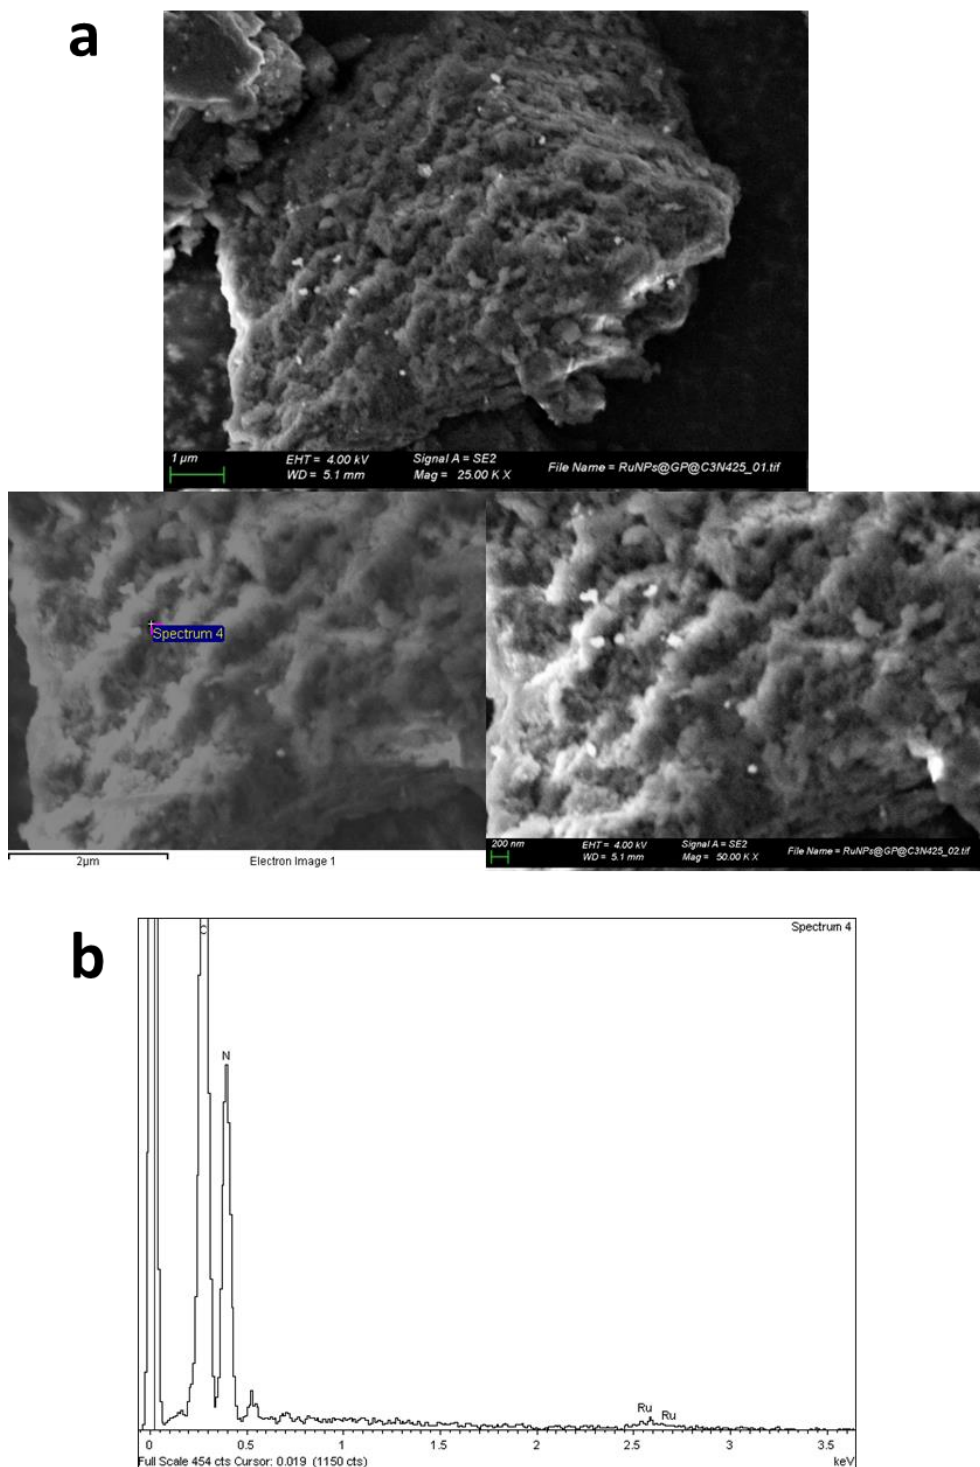 a
1 µm
EHT = 4.00 kV
Signal A = SE2
File Name = RuNPs@GP@C3N425_01.tif
WD = 5.1 mm
Mag = 25.00 K X
Spectrum 4
2µm
Electron Image 1
200 nm
EHT = 4.00 kV
Signal A = SE2
File Name = RuNPs@GP@C3N425_02.tif
WD = 5.1 mm
Mag = 50.00 K X
b
Spectrum 4
C
N
Ru
Ru
0 0.5 1 1.5 2 2.5 3 3.5
Full Scale 454 cts Cursor: 0.019 (1150 cts)
keV